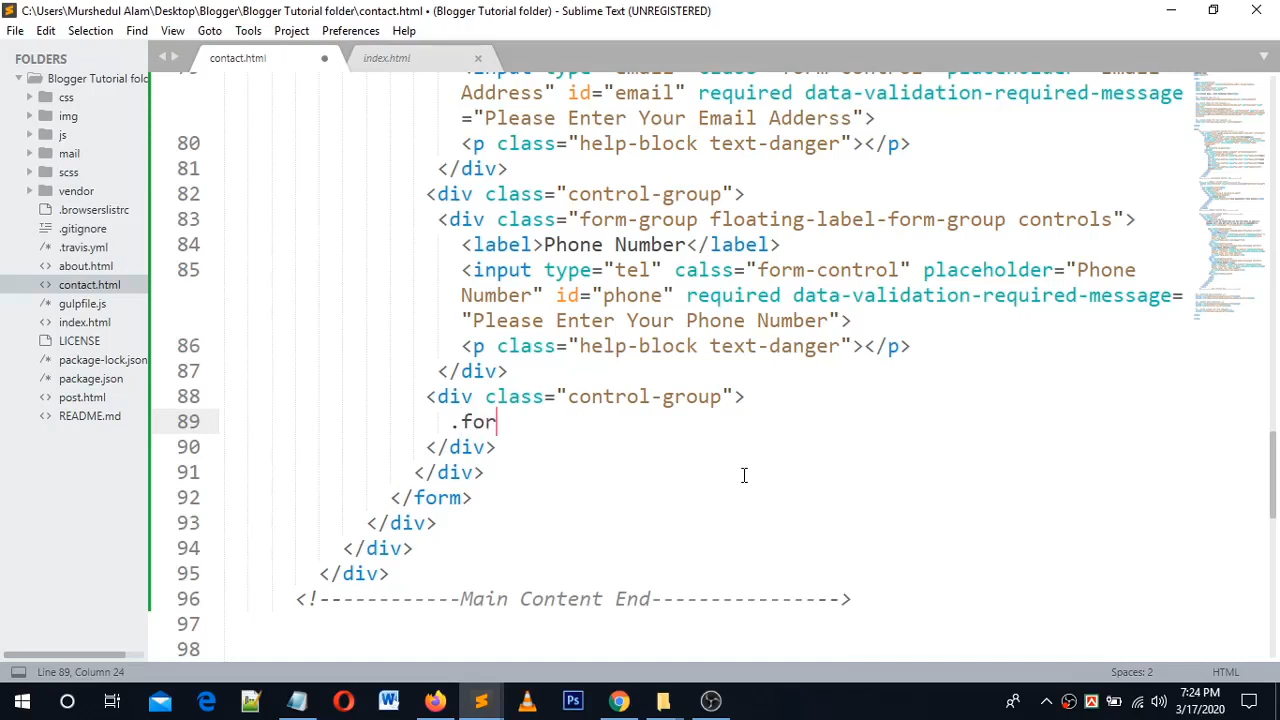 C:\Users\Murshedul Alam\Desktop\Blogger\Blogger Tutorial folder\contact.html • (Blogger Tutorial folder) - Sublime Text (UNREGISTERED)
File Edit Selection Find View Goto Tools Project Preferences Help
FOLDERS
Blogger Tutorial fold
css
img
js
mail
scss
vendor
.browserslistrc
.gitignore
.travis.yml
about.html
contact.html
gulpfile.js
index.html
LICENSE
package-lock.json
package.json
post.html
README.md
contact.html index.html
79 <input type="email" class="form-control" placeholder="Email
Address" id="email" required data-validation-required-message
="Please Enter Your Email Adderss">
80 <p class="help-block text-danger"></p>
81 </div>
82 <div class="control-group">
83 <div class="form-group floating-label-form-group controls">
84 <label>Phone Number</label>
85 <input type="tel" calss="form-control" placeholder="Phone
Number" id="phone" required data-validation-required-message=
"Please Enter Your Phone Number">
86 <p class="help-block text-danger"></p>
87 </div>
88 <div class="control-group">
89 .for
90 </div>
91 </div>
92 </form>
93 </div>
94 </div>
95 </div>
96 <!------------Main Content End---------------->
97
98
Line 89, Column 24 Spaces: 2 HTML
7:24 PM
3/17/2020